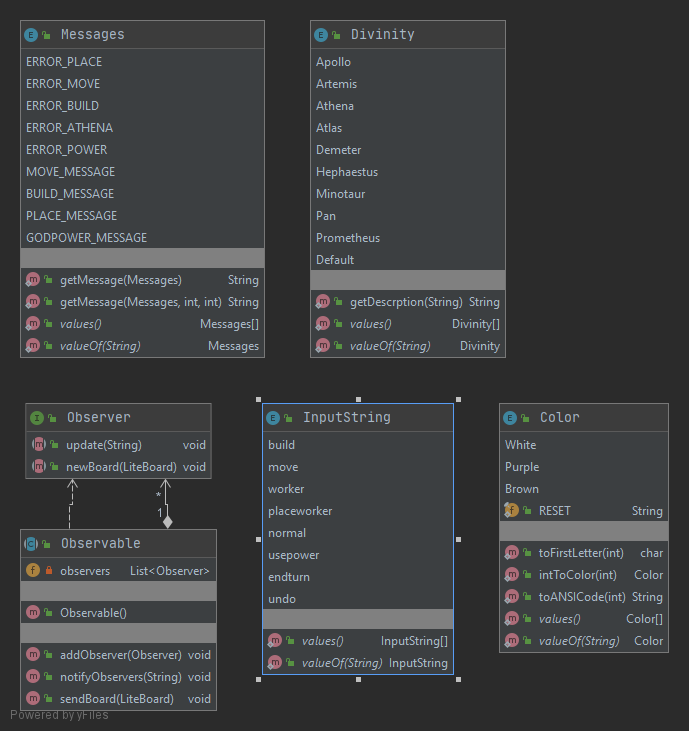 Messages
ERROR_PLACE
ERROR_MOVE
ERROR_BUILD
ERROR_ATHENA
ERROR_POWER
MOVE_MESSAGE
BUILD_MESSAGE
PLACE_MESSAGE
GODPOWER_MESSAGE
getMessage(Messages) String
getMessage(Messages, int, int) String
values() Messages[]
valueOf(String) Messages
Divinity
Apollo
Artemis
Athena
Atlas
Demeter
Hephaestus
Minotaur
Pan
Prometheus
Default
getDescrption(String) String
values() Divinity[]
valueOf(String) Divinity
Observer
update(String) void
newBoard(LiteBoard) void
*
1
Observable
observers List<Observer>
Observable()
addObserver(Observer) void
notifyObservers(String) void
sendBoard(LiteBoard) void
InputString
build
move
worker
placeworker
normal
usepower
endturn
undo
values() InputString[]
valueOf(String) InputString
Color
White
Purple
Brown
RESET String
toFirstLetter(int) char
intToColor(int) Color
toANSICode(int) String
values() Color[]
valueOf(String) Color
Powered by yFiles